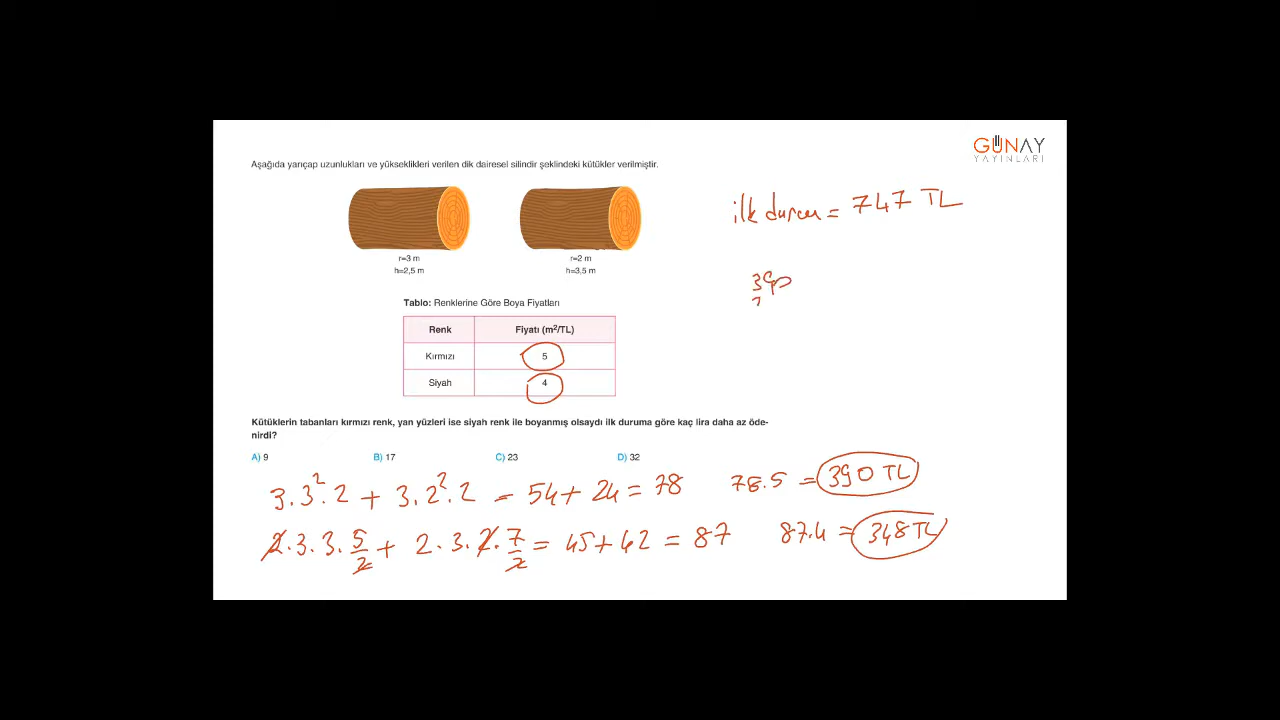 GÜNAY
YAYINLARI
Aşağıda yarıçap uzunlukları ve yükseklikleri verilen dik dairesel silindir şeklindeki kütükler verilmiştir.
r=3 m
h=2,5 m
r=2 m
h=3,5 m
ilk durum = 747 TL
390
Tablo: Renklerine Göre Boya Fiyatları
Renk Fiyatı (m²/TL)
Kırmızı 5
Siyah 4
Kütüklerin tabanları kırmızı renk, yan yüzleri ise siyah renk ile boyanmış olsaydı ilk duruma göre kaç lira daha az öde-
nirdi?
A) 9 B) 17 C) 23 D) 32
3.3².2 + 3.2².2 = 54 + 24 = 78 78.5 = 390 TL
2.3.3.5/2 + 2.3.2.7/2 = 45 + 42 = 87 87.4 = 348 TL